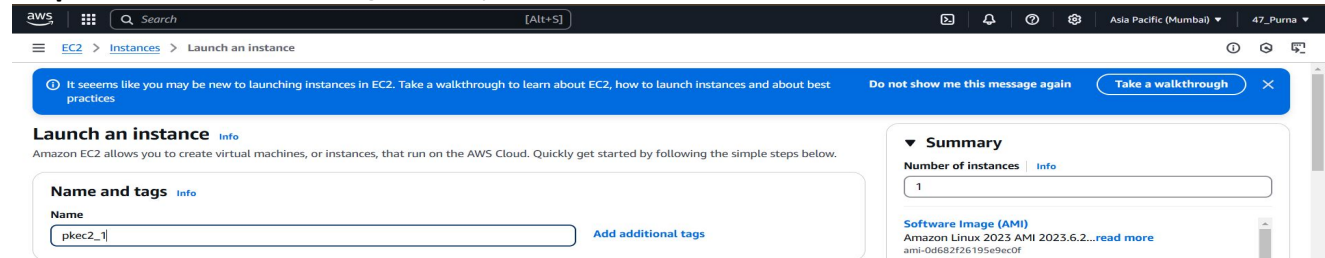 aws Search [Alt+S] Asia Pacific (Mumbai) ▼ 47_Purna ▼
EC2 > Instances > Launch an instance
It seeems like you may be new to launching instances in EC2. Take a walkthrough to learn about EC2, how to launch instances and about best
practices
Do not show me this message again Take a walkthrough
Launch an instance Info
Amazon EC2 allows you to create virtual machines, or instances, that run on the AWS Cloud. Quickly get started by following the simple steps below.
Name and tags Info
Name
pkec2_1
Add additional tags
▼ Summary
Number of instances Info
1
Software Image (AMI)
Amazon Linux 2023 AMI 2023.6.2...read more
ami-0d682f26195e9ec0f